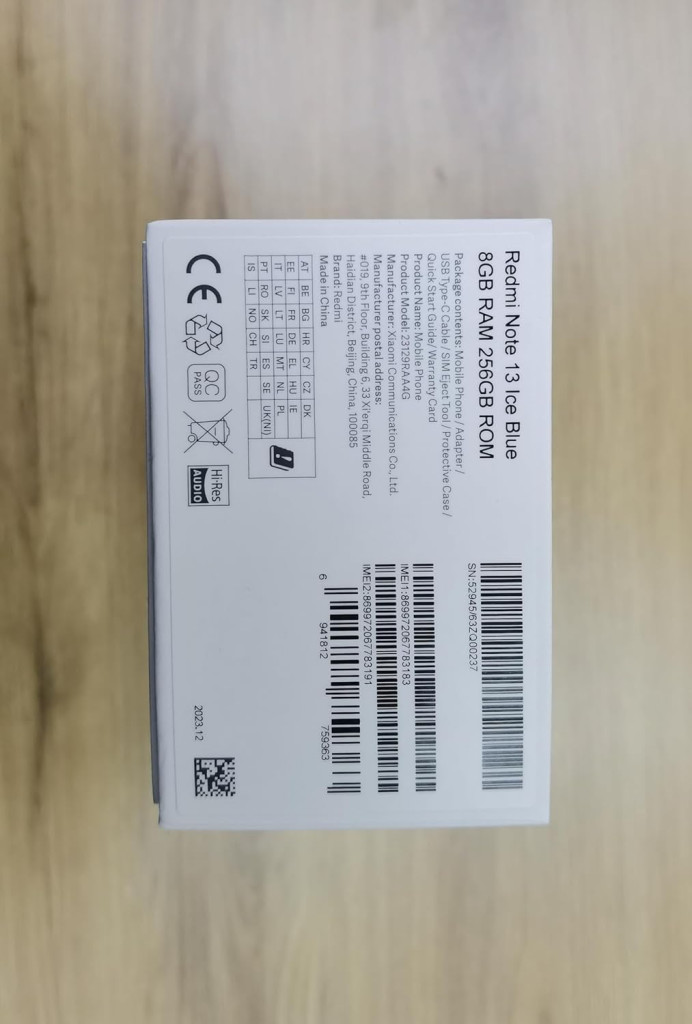 Redmi Note 13 Ice Blue
8GB RAM 256GB ROM
Package contents: Mobile Phone / Adapter /
USB Type-C Cable / SIM Eject Tool / Protective Case /
Quick Start Guide/ Warranty Card
Product Name: Mobile Phone
Product Model: 23129RAA4G
Manufacturer: Xiaomi Communications Co., Ltd.
Manufacturer postal address:
#019, 9th Floor, Building 6, 33 Xi'erqi Middle Road,
Haidian District, Beijing, China, 100085
Brand: Redmi
Made in China
AT BE BG HR CY CZ DK
EE FI FR DE EL HU IE
IT LV LT LU MT NL PL
PT RO SK SI ES SE UK(NI)
IS LI NO CH TR
CE
QC
PASS
Hi-Res
AUDIO
SN:52945/63ZQ00237
IMEI1:869972067783183
IMEI2:869972067783191
6 941812 759363
2023.12